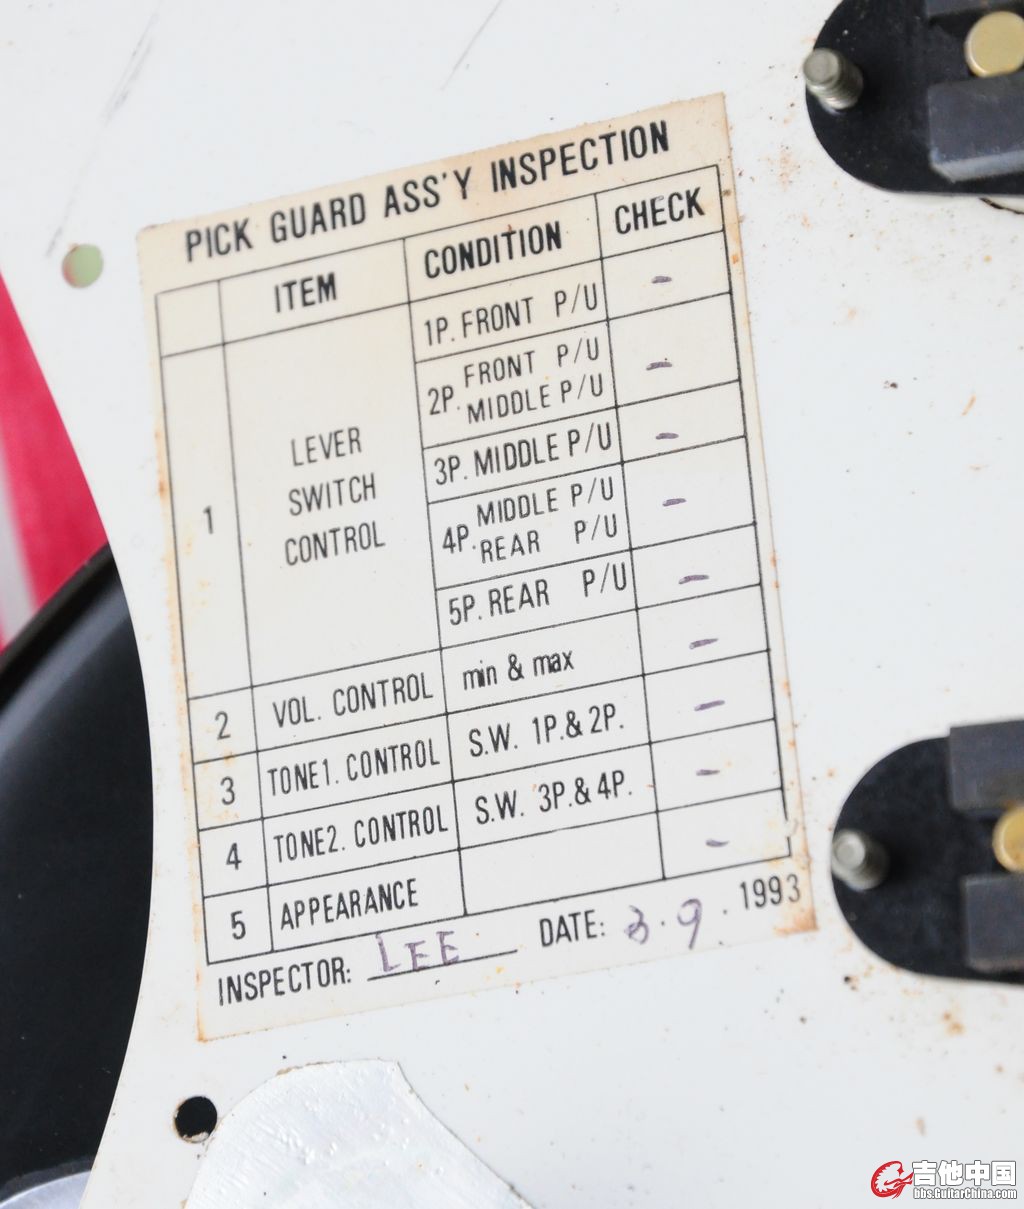 PICK GUARD ASS'Y INSPECTION
ITEM CONDITION CHECK
1 LEVER SWITCH CONTROL
1P. FRONT P/U -
2P. FRONT P/U MIDDLE P/U -
3P. MIDDLE P/U -
4P. MIDDLE P/U REAR P/U -
5P. REAR P/U -
2 VOL. CONTROL min & max -
3 TONE1. CONTROL S.W. 1P.& 2P. -
4 TONE2. CONTROL S.W. 3P.& 4P. -
5 APPEARANCE -
INSPECTOR: LEE DATE: 3.9 . 1993
吉他中国
bbs.GuitarChina.com